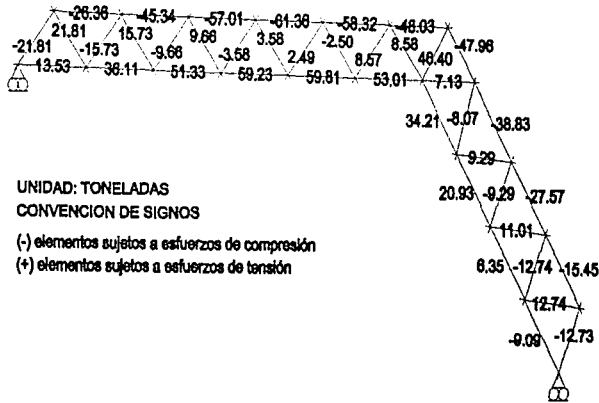 -26.36 -45.34 -57.01 -61.36 -58.32 -48.03
-21.81 21.81 -15.73 15.73 -9.66 9.66 -3.58 3.58 2.49 -2.50 8.57 8.58 48.40 -47.96
13.53 36.11 51.33 59.23 59.81 53.01 -7.13
34.21 -8.07 -38.83
9.29
20.93 -9.29 -27.57
11.01
6.35 -12.74 -15.45
12.74
-9.09 -12.73
UNIDAD: TONELADAS
CONVENCION DE SIGNOS
(-) elementos sujetos a esfuerzos de compresión
(+) elementos sujetos a esfuerzos de tensión